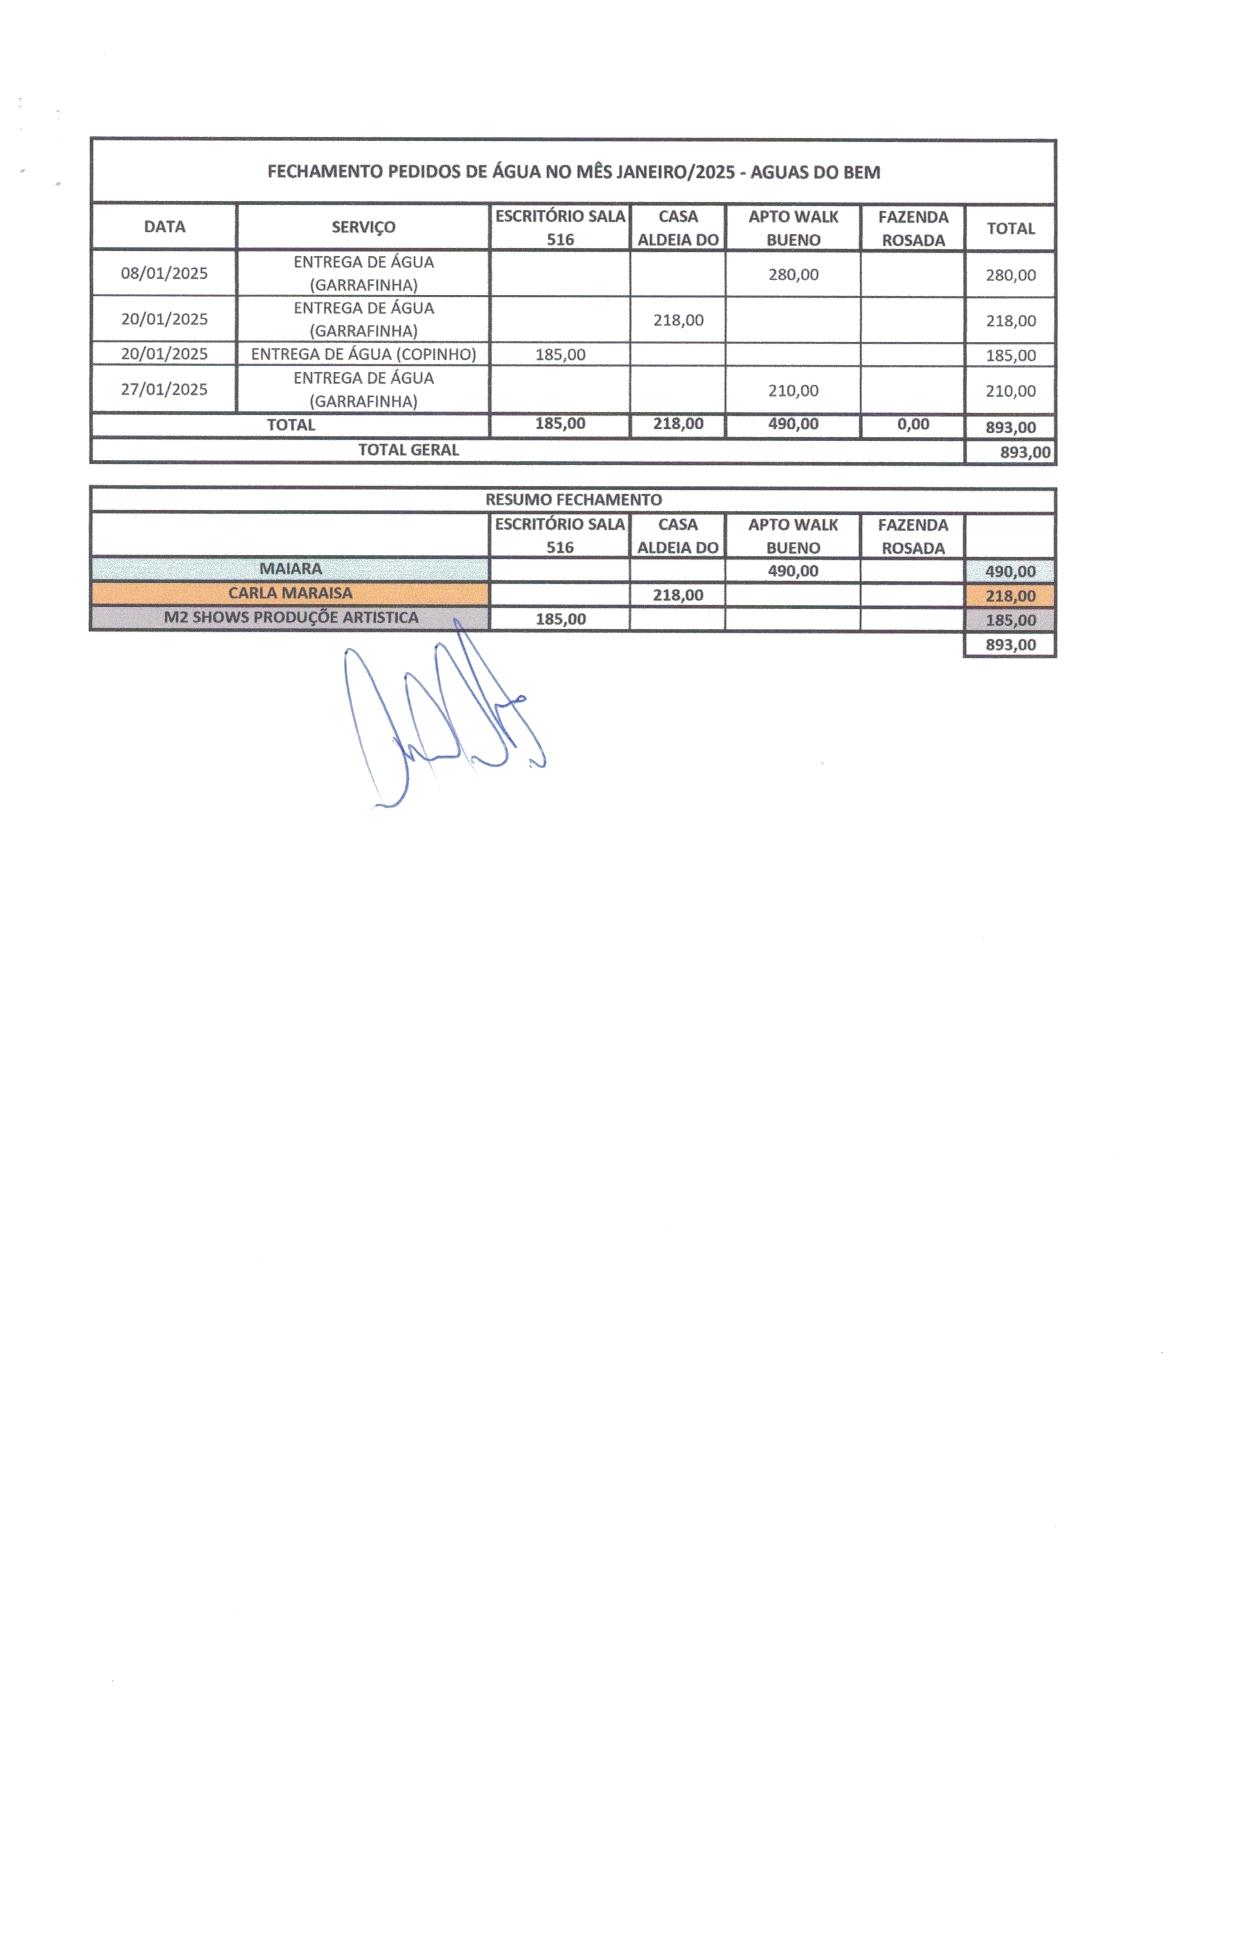 FECHAMENTO PEDIDOS DE ÁGUA NO MÊS JANEIRO/2025 - AGUAS DO BEM
DATA SERVIÇO ESCRITÓRIO SALA 516 CASA ALDEIA DO APTO WALK BUENO FAZENDA ROSADA TOTAL
08/01/2025 ENTREGA DE ÁGUA (GARRAFINHA) 280,00 280,00
20/01/2025 ENTREGA DE ÁGUA (GARRAFINHA) 218,00 218,00
20/01/2025 ENTREGA DE ÁGUA (COPINHO) 185,00 185,00
27/01/2025 ENTREGA DE ÁGUA (GARRAFINHA) 210,00 210,00
TOTAL 185,00 218,00 490,00 0,00 893,00
TOTAL GERAL 893,00
RESUMO FECHAMENTO
ESCRITÓRIO SALA 516 CASA ALDEIA DO APTO WALK BUENO FAZENDA ROSADA
MAIARA 490,00 490,00
CARLA MARAISA 218,00 218,00
M2 SHOWS PRODUÇÕE ARTISTICA 185,00 185,00
893,00